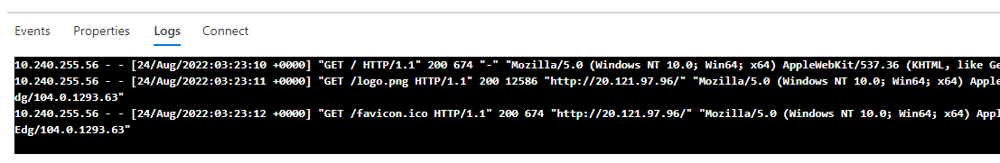 Events Properties Logs Connect
10.240.255.56 - - [24/Aug/2022:03:23:10 +0000] "GET / HTTP/1.1" 200 674 "-" "Mozilla/5.0 (Windows NT 10.0; Win64; x64) AppleWebKit/537.36 (KHTML, like Ge
10.240.255.56 - - [24/Aug/2022:03:23:11 +0000] "GET /logo.png HTTP/1.1" 200 12586 "http://20.121.97.96/" "Mozilla/5.0 (Windows NT 10.0; Win64; x64) Apple
dg/104.0.1293.63"
10.240.255.56 - - [24/Aug/2022:03:23:12 +0000] "GET /favicon.ico HTTP/1.1" 200 674 "http://20.121.97.96/" "Mozilla/5.0 (Windows NT 10.0; Win64; x64) Appl
Edg/104.0.1293.63"